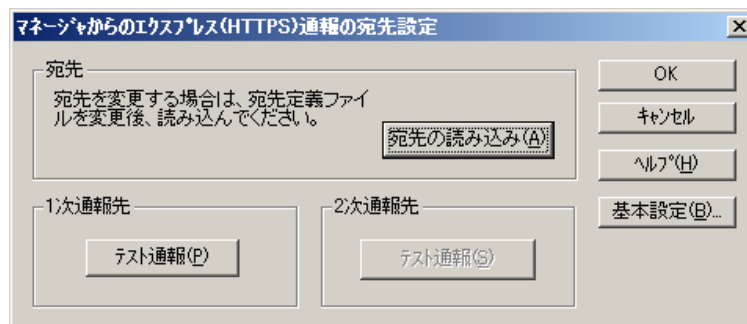 マネージャからのエクスプレス(HTTPS)通報の宛先設定
宛先
宛先を変更する場合は、宛先定義ファイ
ルを変更後、読み込んでください。
宛先の読み込み(A)
OK
キャンセル
ヘルプ(H)
基本設定(B)...
1次通報先
テスト通報(P)
2次通報先
テスト通報(S)